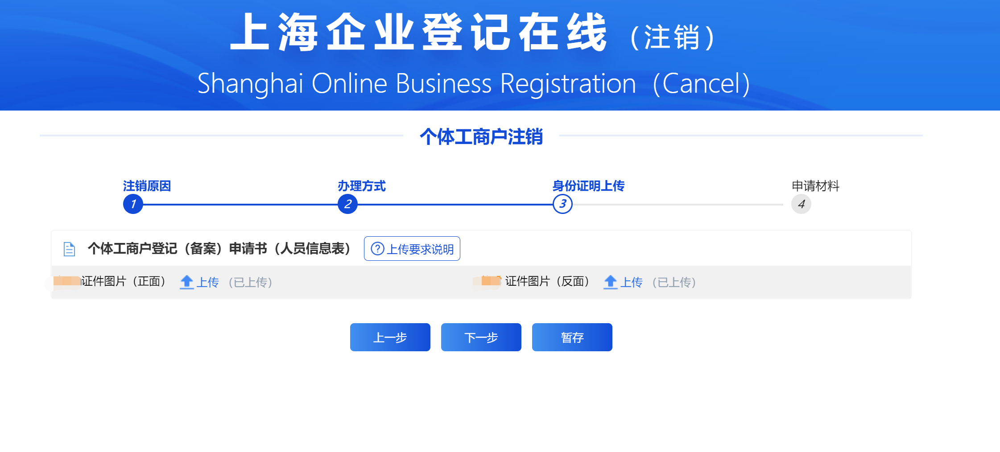 上海企业登记在线（注销）
Shanghai Online Business Registration（Cancel）
个体工商户注销
注销原因 办理方式 身份证明上传 申请材料
1 2 3 4
个体工商户登记（备案）申请书（人员信息表） ? 上传要求说明
证件图片（正面） 上传 （已上传） 证件图片（反面） 上传 （已上传）
上一步 下一步 暂存